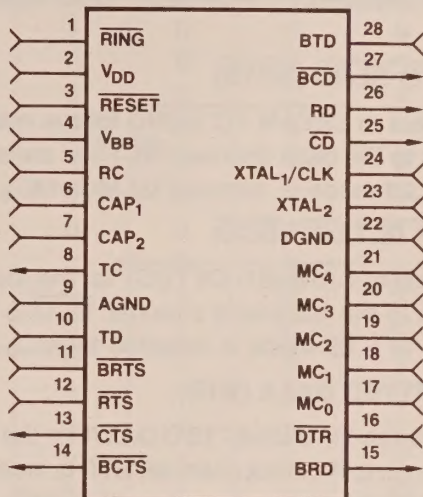 1 RING
2 VDD
3 RESET
4 VBB
5 RC
6 CAP1
7 CAP2
8 TC
9 AGND
10 TD
11 BRTS
12 RTS
13 CTS
14 BCTS
BTD 28
BCD 27
RD 26
CD 25
XTAL1/CLK 24
XTAL2 23
DGND 22
MC4 21
MC3 20
MC2 19
MC1 18
MC0 17
DTR 16
BRD 15